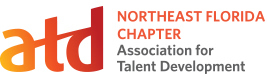 atd
NORTHEAST FLORIDA
CHAPTER
Association for
Talent Development